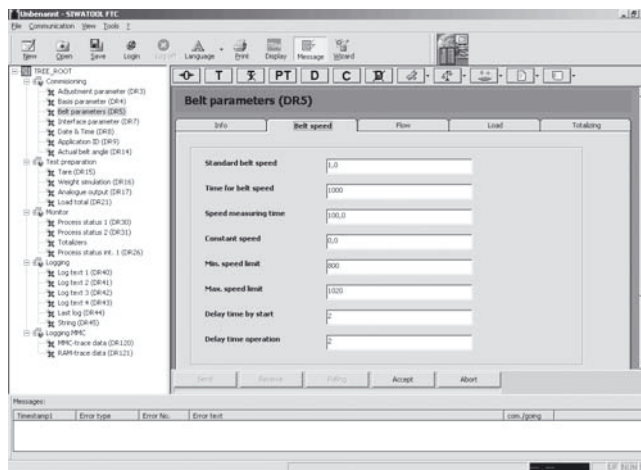 Unbenannt - SIWATOOL FTC
File Communication View Tools ?
New Open Save Login Logout Language Print Display Message Wizard
TREE_ROOT
Commissioning
Adjustment parameter (DR3)
Basis parameter (DR4)
Belt parameters (DR5)
Interface parameter (DR7)
Date & Time (DR8)
Application ID (DR9)
Actual belt angle (DR14)
Test preparation
Tare (DR15)
Weight simulation (DR16)
Analogue output (DR17)
Load total (DR21)
Monitor
Process status 1 (DR30)
Process status 2 (DR31)
Totalizers
Process status int. 1 (DR26)
Logging
Log text 1 (DR40)
Log text 2 (DR41)
Log text 3 (DR42)
Log text 4 (DR43)
Last log (DR44)
String (DR45)
Logging MMC
MMC-trace data (DR120)
RAM-trace data (DR121)
T PT D C
Belt parameters (DR5)
Info Belt speed Flow Load Totalizing
Standard belt speed 1,0
Time for belt speed 1000
Speed measuring time 100,0
Constant speed 0,0
Min. speed limit 800
Max. speed limit 1020
Delay time by start 2
Delay time operation 2
Send Receive Accept Abort
Messages:
Timestamp1 Error type Error No. Error text com./going